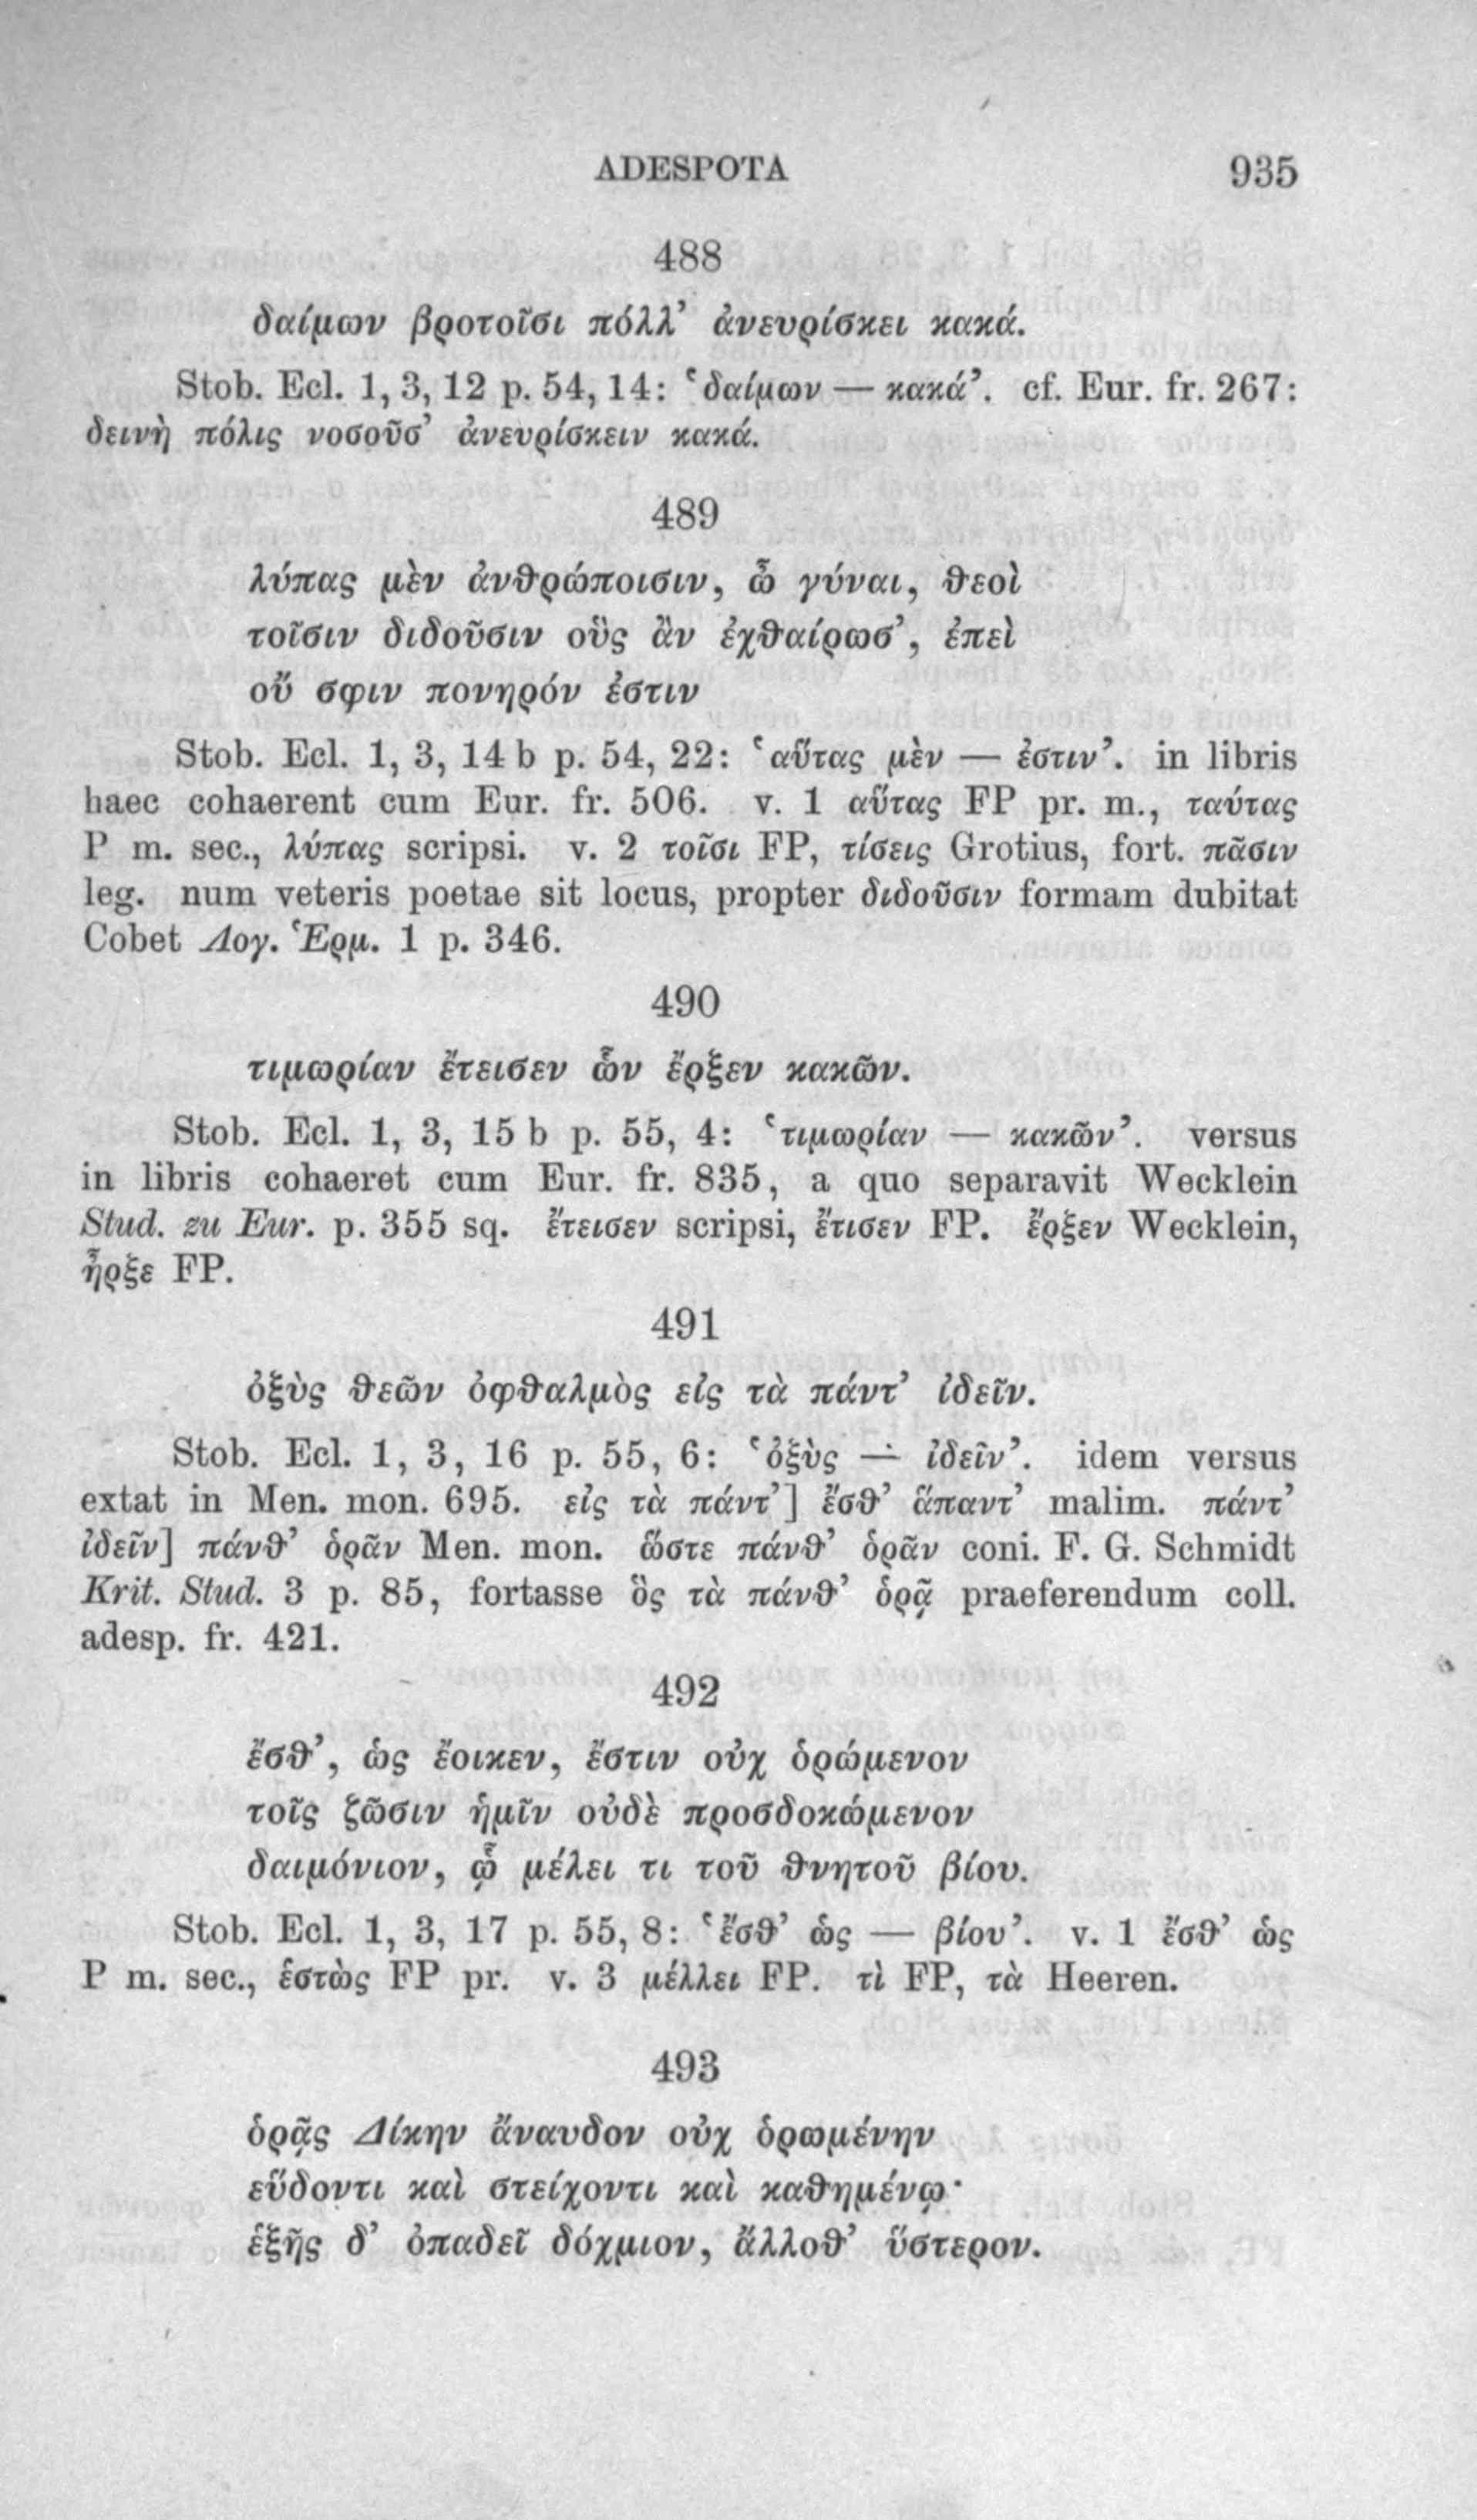 ADESPOTA 935
488
δαίμων βροτοῖσι πόλλ’ ἀνευρίσκει κακά.
Stob. Ecl. 1, 3, 12 p. 54, 14: ‛δαίμων — κακά’. cf. Eur. fr. 267:
δεινὴ πόλις νοσοῦσ’ ἀνευρίσκειν κακά.
489
λύπας μὲν ἀνθρώποισιν, ὦ γύναι, θεοὶ
τοῖσιν διδοῦσιν οὓς ἂν ἐχθαίρωσ’, ἐπεὶ
οὔ σφιν πονηρόν ἐστιν
Stob. Ecl. 1, 3, 14 b p. 54, 22: ‛αὕτας μὲν — ἐστιν’. in libris
haec cohaerent cum Eur. fr. 506. v. 1 αὕτας FP pr. m., ταύτας
P m. sec., λύπας scripsi. v. 2 τοῖσι FP, τίσεις Grotius, fort. πᾶσιν
leg. num veteris poetae sit locus, propter διδοῦσιν formam dubitat
Cobet Λογ. Ἑρμ. 1 p. 346.
490
τιμωρίαν ἔτεισεν ὧν ἔρξεν κακῶν.
Stob. Ecl. 1, 3, 15 b p. 55, 4: ‛τιμωρίαν — κακῶν’. versus
in libris cohaeret cum Eur. fr. 835, a quo separavit Wecklein
Stud. zu Eur. p. 355 sq. ἔτεισεν scripsi, ἔτισεν FP. ἔρξεν Wecklein,
ἦρξε FP.
491
ὀξὺς θεῶν ὀφθαλμὸς εἰς τὰ πάντ’ ἰδεῖν.
Stob. Ecl. 1, 3, 16 p. 55, 6: ‛ὀξὺς — ἰδεῖν’. idem versus
extat in Men. mon. 695. εἰς τὰ πάντ’] ἔσθ’ ἅπαντ’ malim. πάντ’
ἰδεῖν] πάνθ’ ὁρᾶν Men. mon. ὥστε πάνθ’ ὁρᾶν coni. F. G. Schmidt
Krit. Stud. 3 p. 85, fortasse ὃς τὰ πάνθ’ ὁρᾷ praeferendum coll.
adesp. fr. 421.
492
ἔσθ’, ὡς ἔοικεν, ἔστιν οὐχ ὁρώμενον
τοῖς ζῶσιν ἡμῖν οὐδὲ προσδοκώμενον
δαιμόνιον, ᾧ μέλει τι τοῦ θνητοῦ βίου.
Stob. Ecl. 1, 3, 17 p. 55, 8: ‛ἔσθ’ ὡς — βίου’. v. 1 ἔσθ’ ὡς
P m. sec., ἑστὼς FP pr. v. 3 μέλλει FP. τὶ FP, τὰ Heeren.
493
ὁρᾷς Δίκην ἄναυδον οὐχ ὁρωμένην
εὕδοντι καὶ στείχοντι καὶ καθημένῳ·
ἑξῆς δ’ ὀπαδεῖ δόχμιον, ἄλλοθ’ ὕστερον.